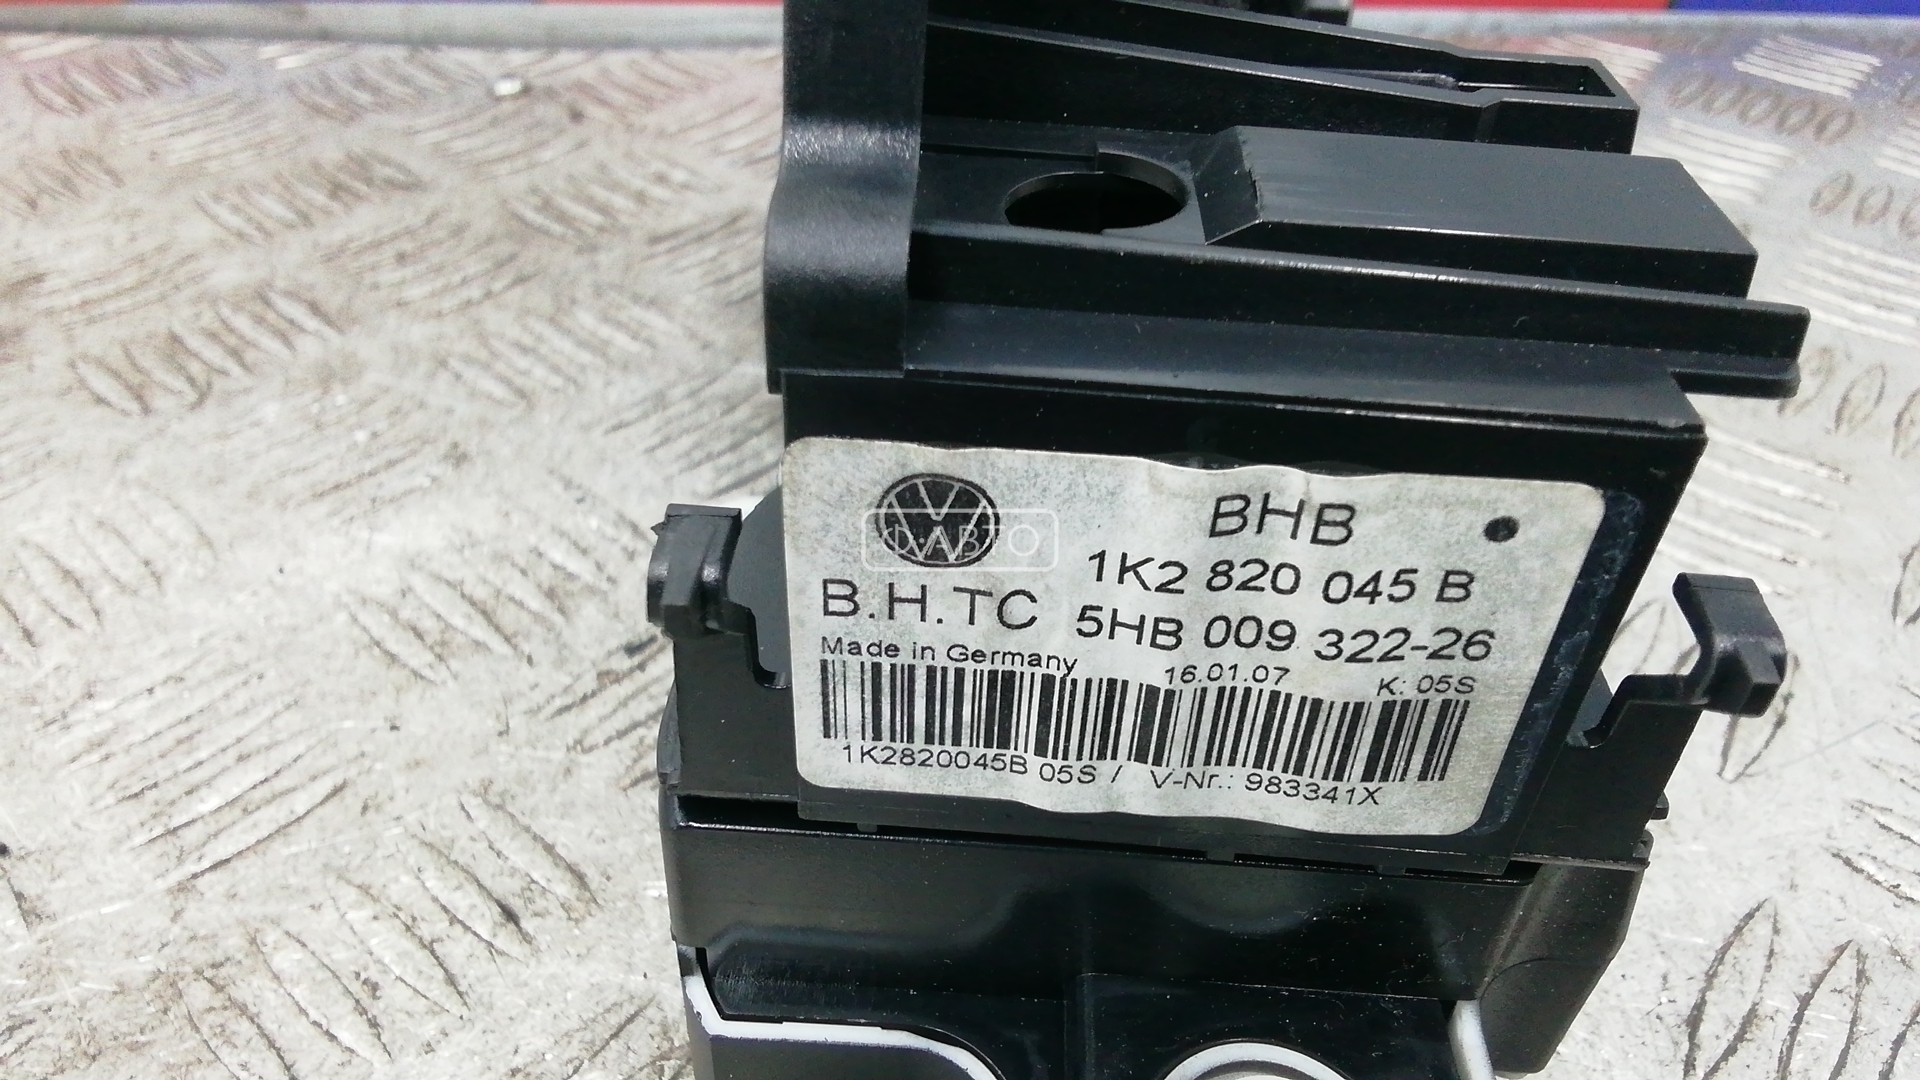 BHB
Ф-АВТО
1K2 820 045 B
B.H.TC 5HB 009 322-26
Made in Germany 16.01.07 K: 05S
1K2820045B 05S / V-Nr.: 983341X